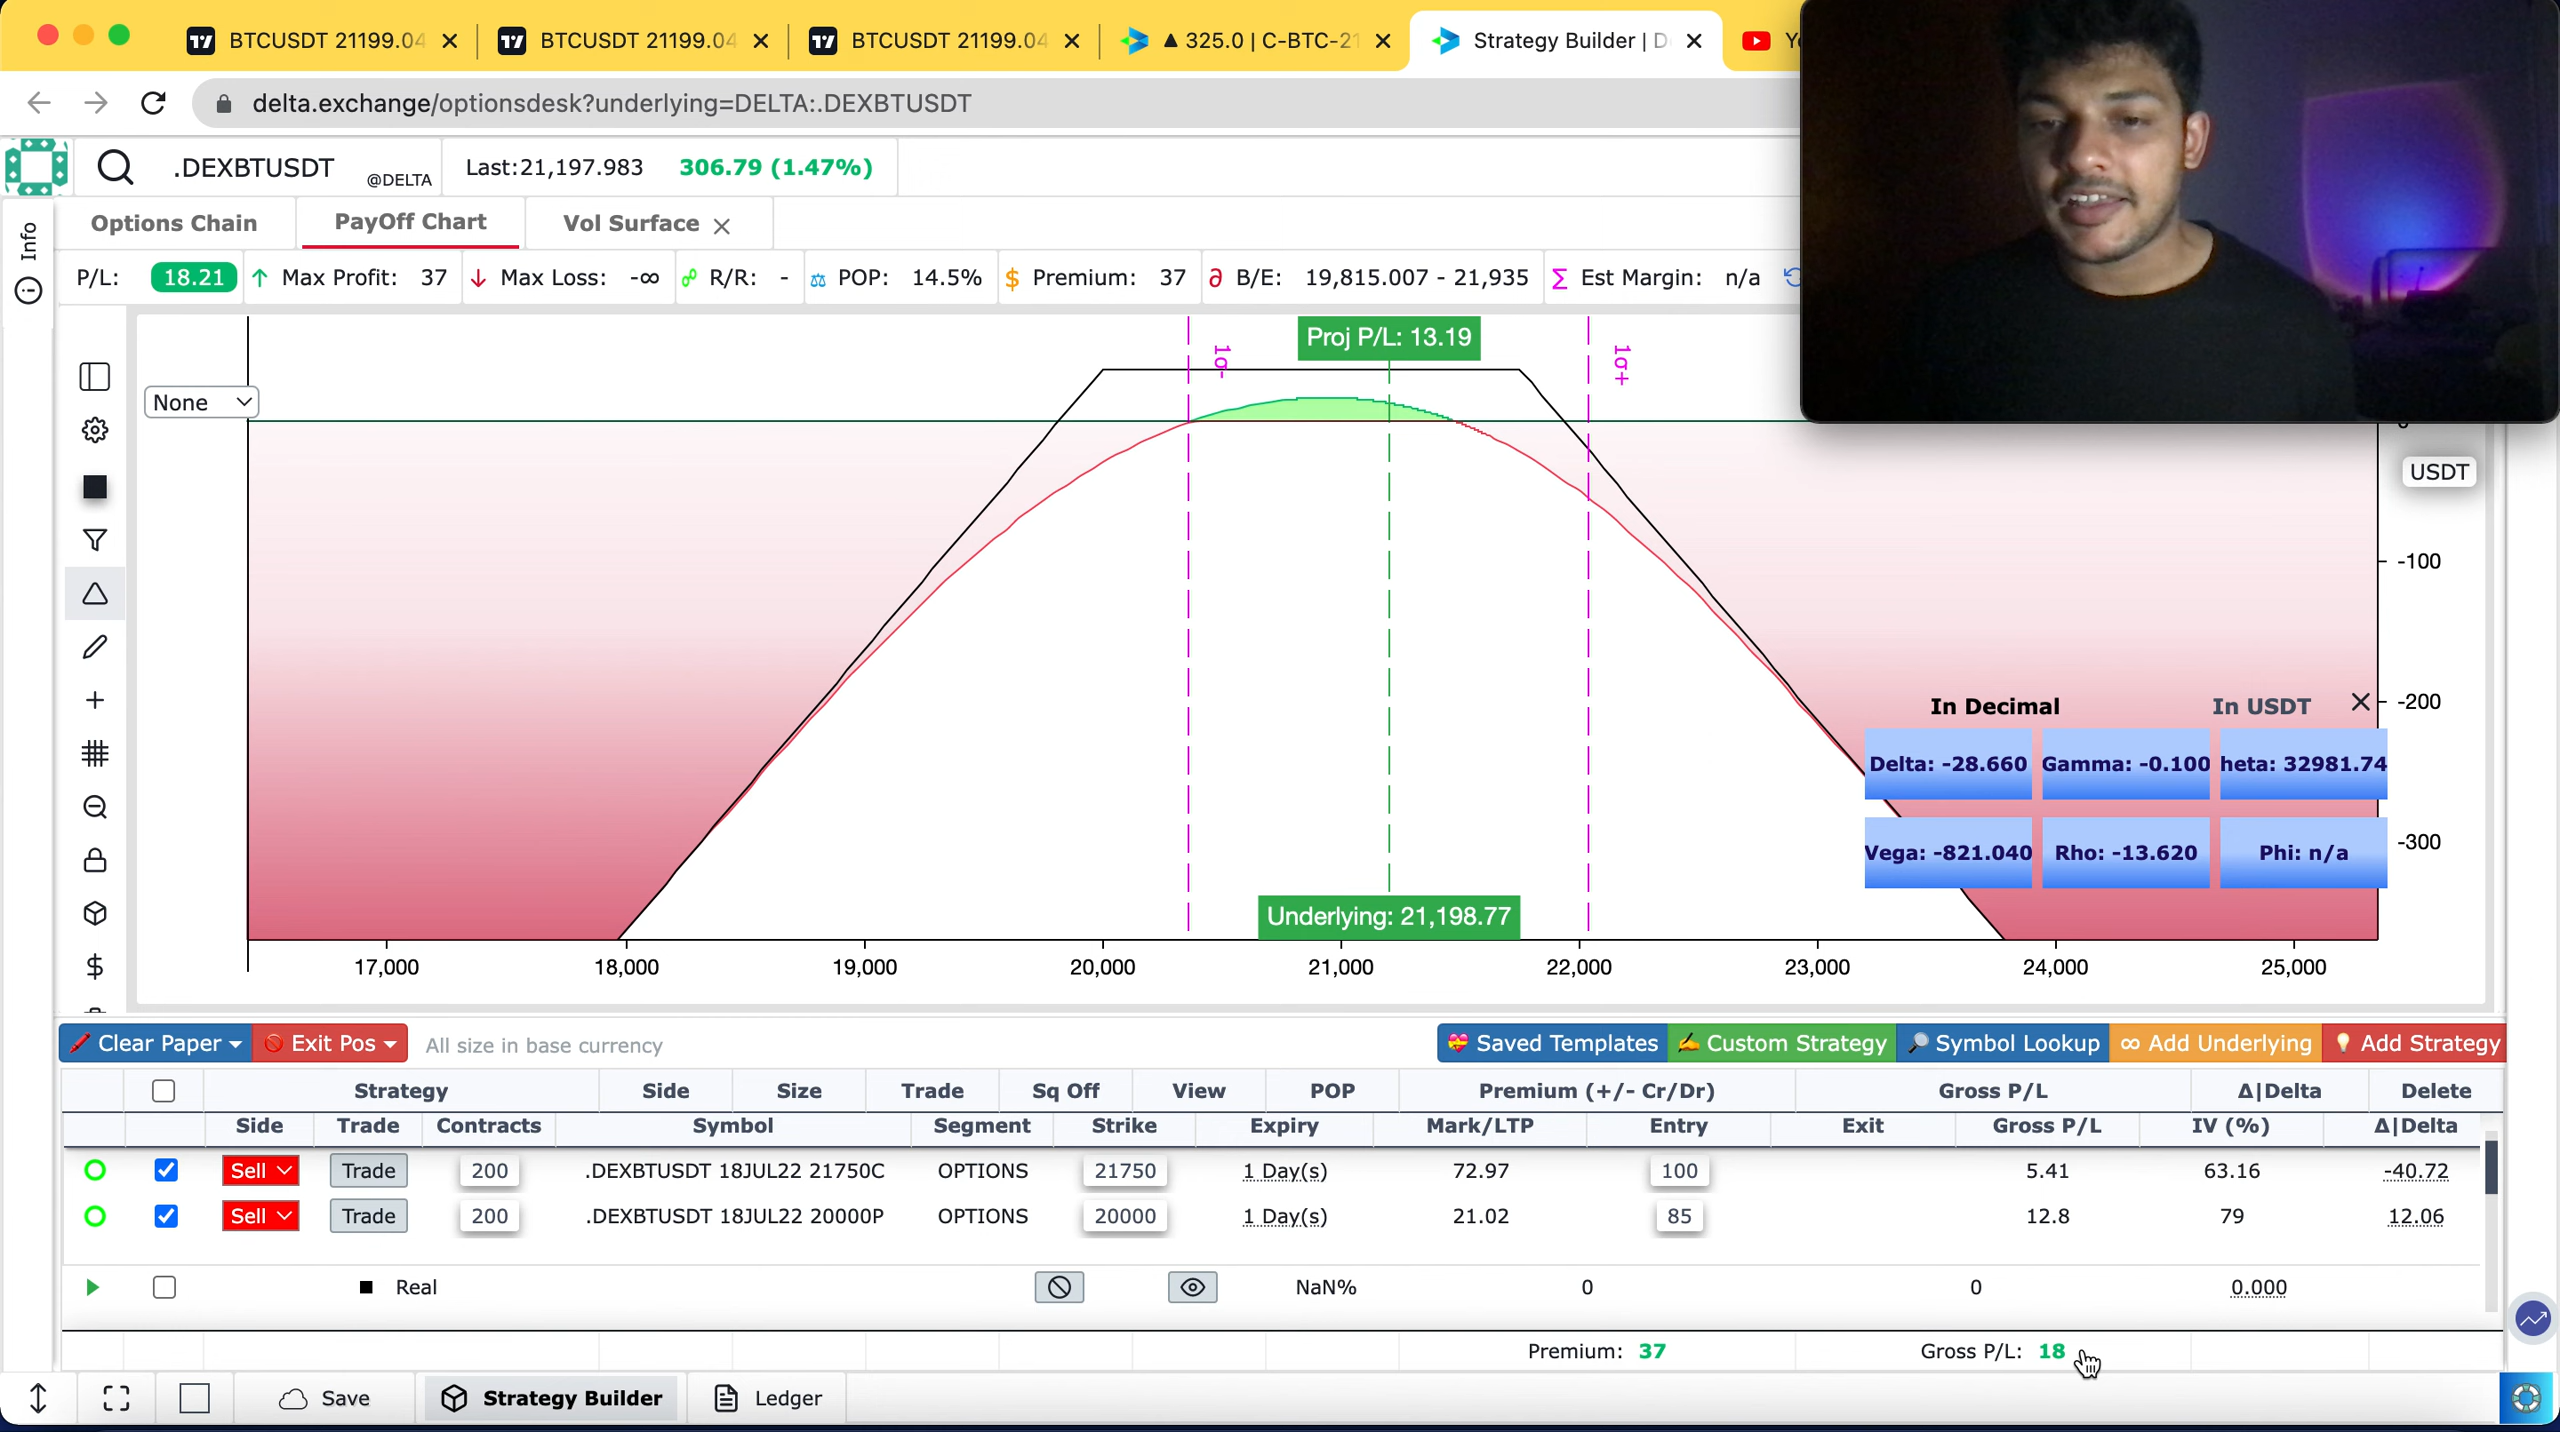 BTCUSDT 21199.04
BTCUSDT 21199.04
BTCUSDT 21199.04
▲ 325.0 | C-BTC-21
Strategy Builder | D
delta.exchange/optionsdesk?underlying=DELTA:.DEXBTUSDT
.DEXBTUSDT @DELTA Last:21,197.983 306.79 (1.47%)
Info
Options Chain PayOff Chart Vol Surface
P/L: 18.21 Max Profit: 37 Max Loss: -∞ R/R: - POP: 14.5% Premium: 37 B/E: 19,815.007 - 21,935 Est Margin: n/a
Proj P/L: 13.19
1σ-
1σ+
None
USDT
-100
-200
-300
In Decimal In USDT
Delta: -28.660 Gamma: -0.100 heta: 32981.74
Vega: -821.040 Rho: -13.620 Phi: n/a
Underlying: 21,198.77
17,000 18,000 19,000 20,000 21,000 22,000 23,000 24,000 25,000
Clear Paper Exit Pos All size in base currency Saved Templates Custom Strategy Symbol Lookup ∞ Add Underlying Add Strategy
Strategy Side Size Trade Sq Off View POP Premium (+/- Cr/Dr) Gross P/L Δ|Delta Delete
Side Trade Contracts Symbol Segment Strike Expiry Mark/LTP Entry Exit Gross P/L IV (%) Δ|Delta
Sell Trade 200 .DEXBTUSDT 18JUL22 21750C OPTIONS 21750 1 Day(s) 72.97 100 5.41 63.16 -40.72
Sell Trade 200 .DEXBTUSDT 18JUL22 20000P OPTIONS 20000 1 Day(s) 21.02 85 12.8 79 12.06
Real NaN% 0 0 0.000
Premium: 37 Gross P/L: 18
Save Strategy Builder Ledger